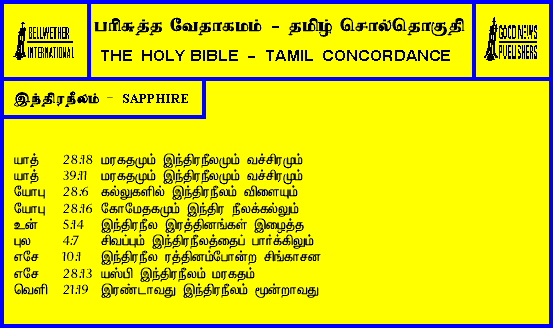 BELLWETHER
INTERNATIONAL
பரிசுத்த வேதாகமம் - தமிழ் சொல்தொகுதி
THE HOLY BIBLE - TAMIL CONCORDANCE
GOOD NEWS
PUBLISHERS
இந்திரநீலம் - SAPPHIRE
யாத் 28:18 மரகதமும் இந்திரநீலமும் வச்சிரமும்
யாத் 39:11 மரகதமும் இந்திரநீலமும் வச்சிரமும்
யோபு 28:6 கல்லுகளில் இந்திரநீலம் விளையும்
யோபு 28:16 கோமேதகமும் இந்திர நீலக்கல்லும்
உன் 5:14 இந்திரநீல இரத்தினங்கள் இழைத்த
புல 4:7 சிவப்பும் இந்திரநீலத்தைப் பார்க்கிலும்
எசே 10:1 இந்திரநீல ரத்தினம்போன்ற சிங்காசன
எசே 28:13 யஸ்பி இந்திரநீலம் மரகதம்
வெளி 21:19 இரண்டாவது இந்திரநீலம் மூன்றாவது